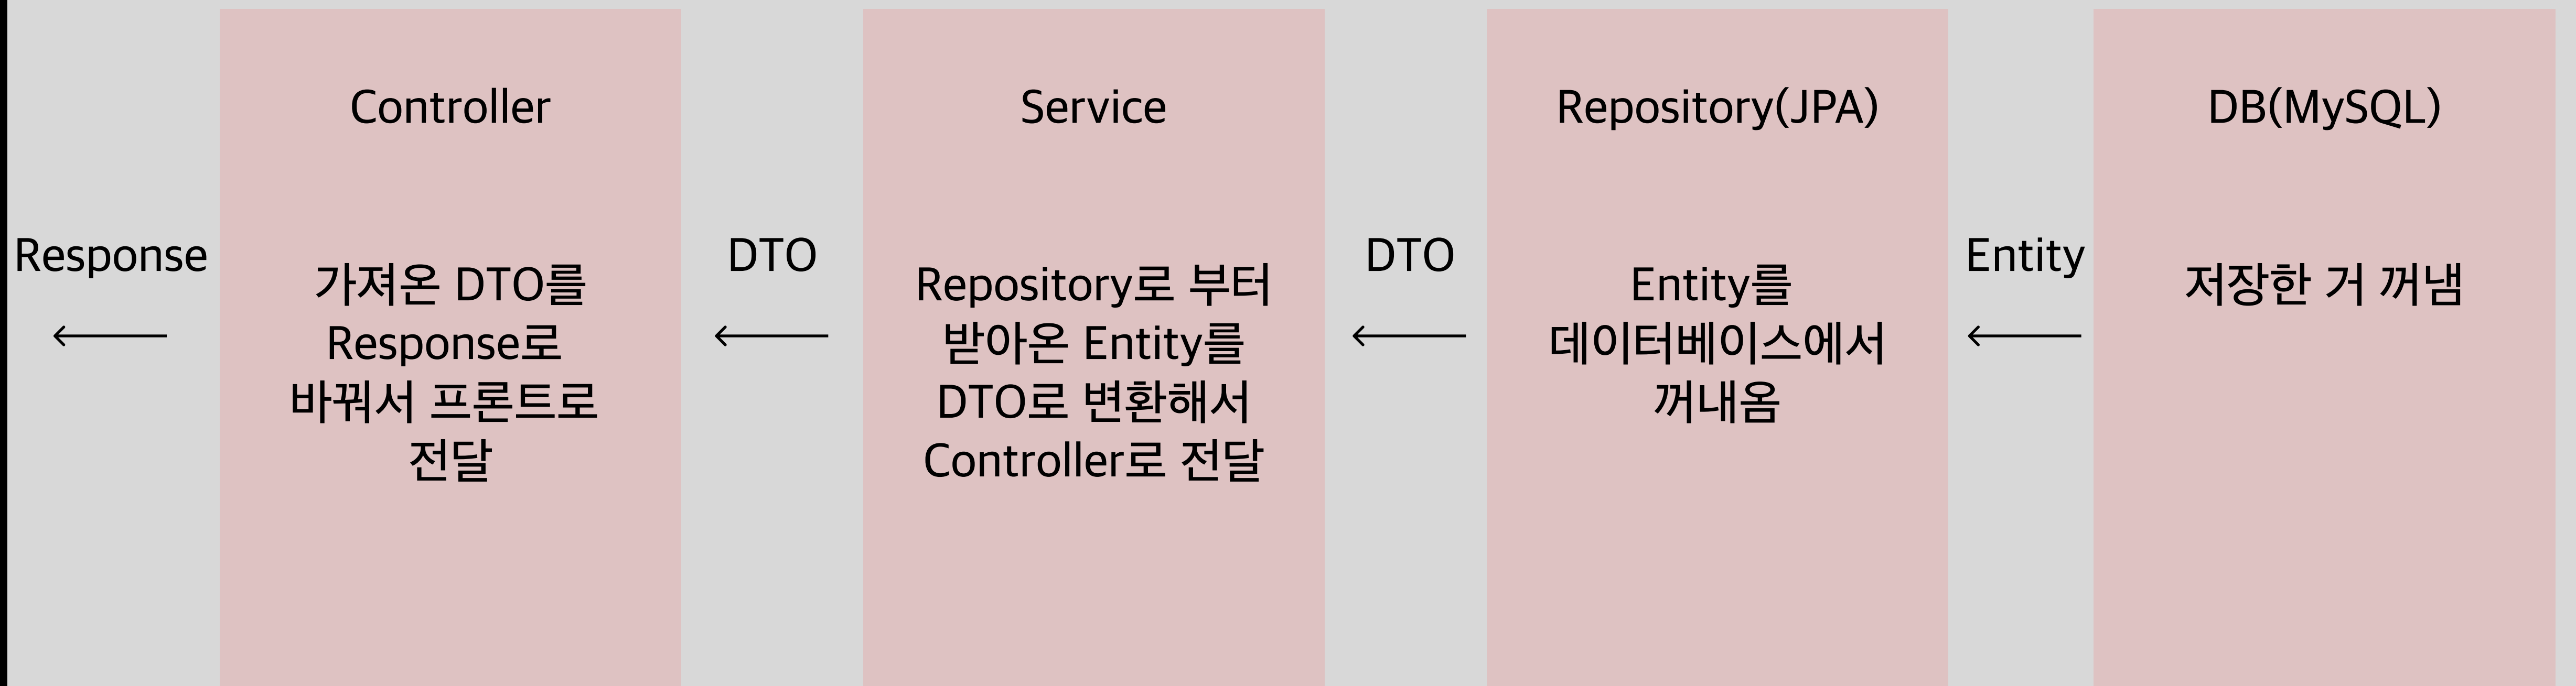 Controller
Service
Repository(JPA)
DB(MySQL)
Response
가져온 DTO를
Response로
바꿔서 프론트로
전달
DTO
Repository로 부터
받아온 Entity를
DTO로 변환해서
Controller로 전달
DTO
Entity를
데이터베이스에서
꺼내옴
Entity
저장한 거 꺼냄